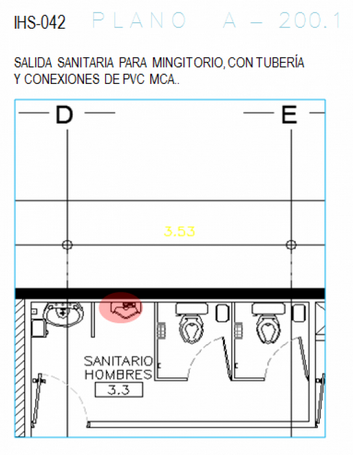 IHS-042 PLANO A - 200.1
SALIDA SANITARIA PARA MINGITORIO, CON TUBERÍA
Y CONEXIONES DE PVC MCA..
D E
3.53
SANITARIO
HOMBRES
3.3